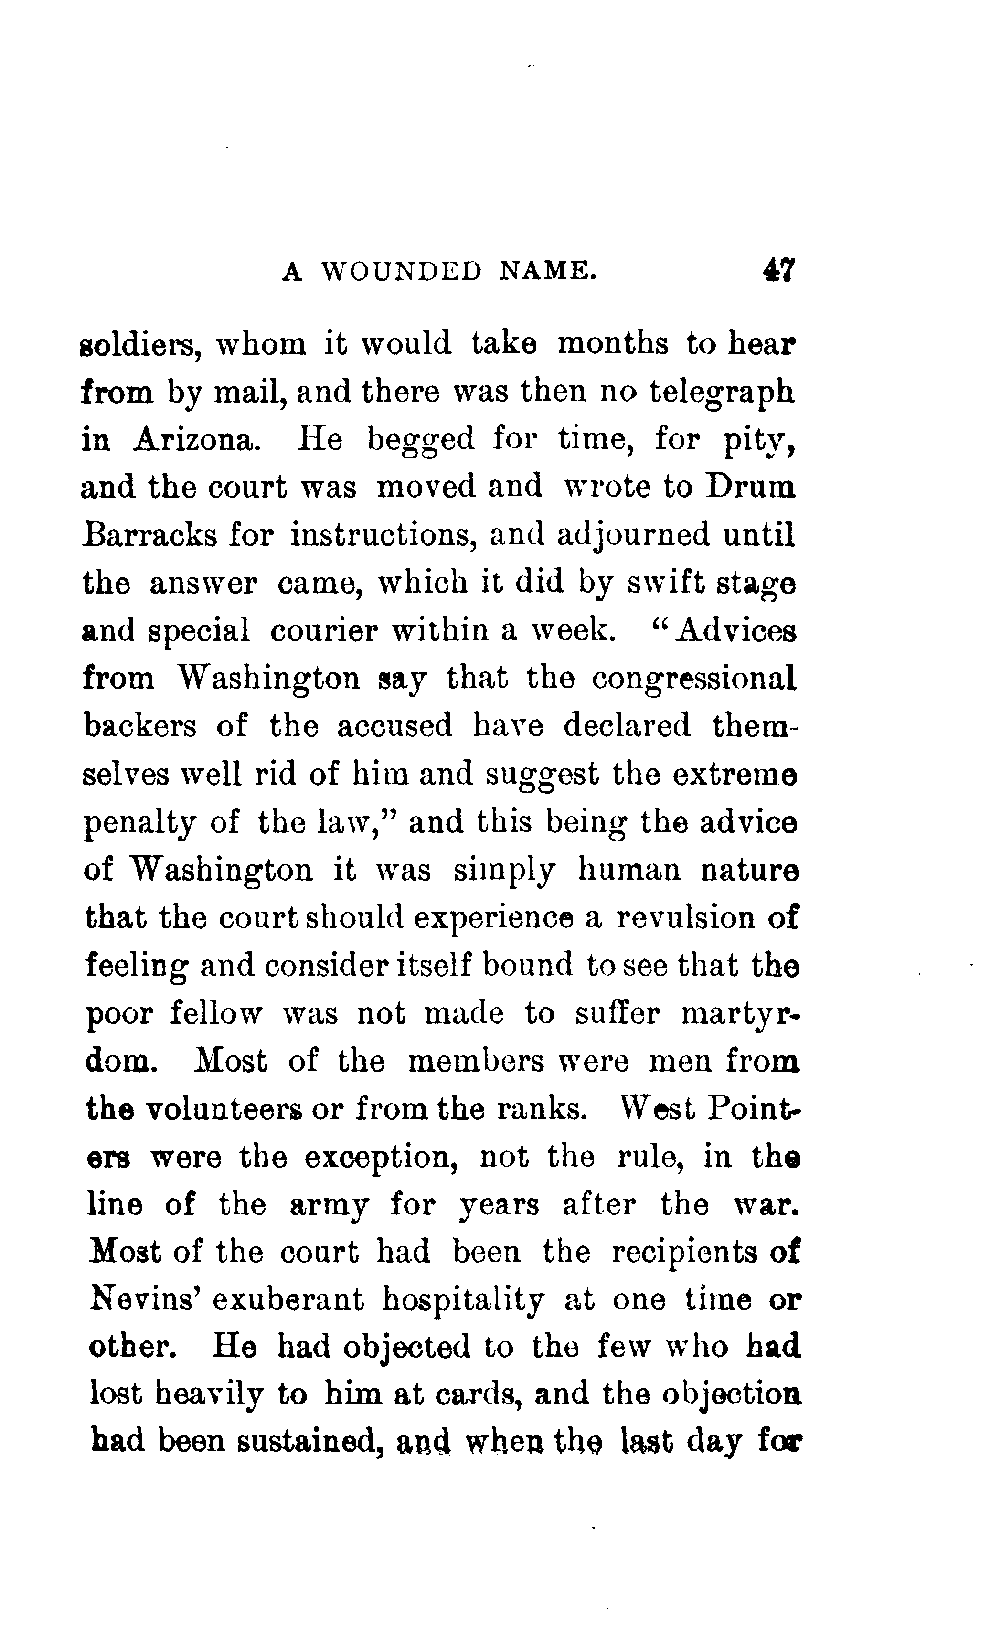 A WOUNDED NAME. 47
soldiers, whom it would take months to hear
from by mail, and there was then no telegraph
in Arizona. He begged for time, for pity,
and the court was moved and wrote to Drum
Barracks for instructions, and adjourned until
the answer came, which it did by swift stage
and special courier within a week. “Advices
from Washington say that the congressional
backers of the accused have declared them-
selves well rid of him and suggest the extreme
penalty of the law,” and this being the advice
of Washington it was simply human nature
that the court should experience a revulsion of
feeling and consider itself bound to see that the
poor fellow was not made to suffer martyr-
dom. Most of the members were men from
the volunteers or from the ranks. West Point-
ers were the exception, not the rule, in the
line of the army for years after the war.
Most of the court had been the recipients of
Nevins’ exuberant hospitality at one time or
other. He had objected to the few who had
lost heavily to him at cards, and the objection
had been sustained, and when the last day for